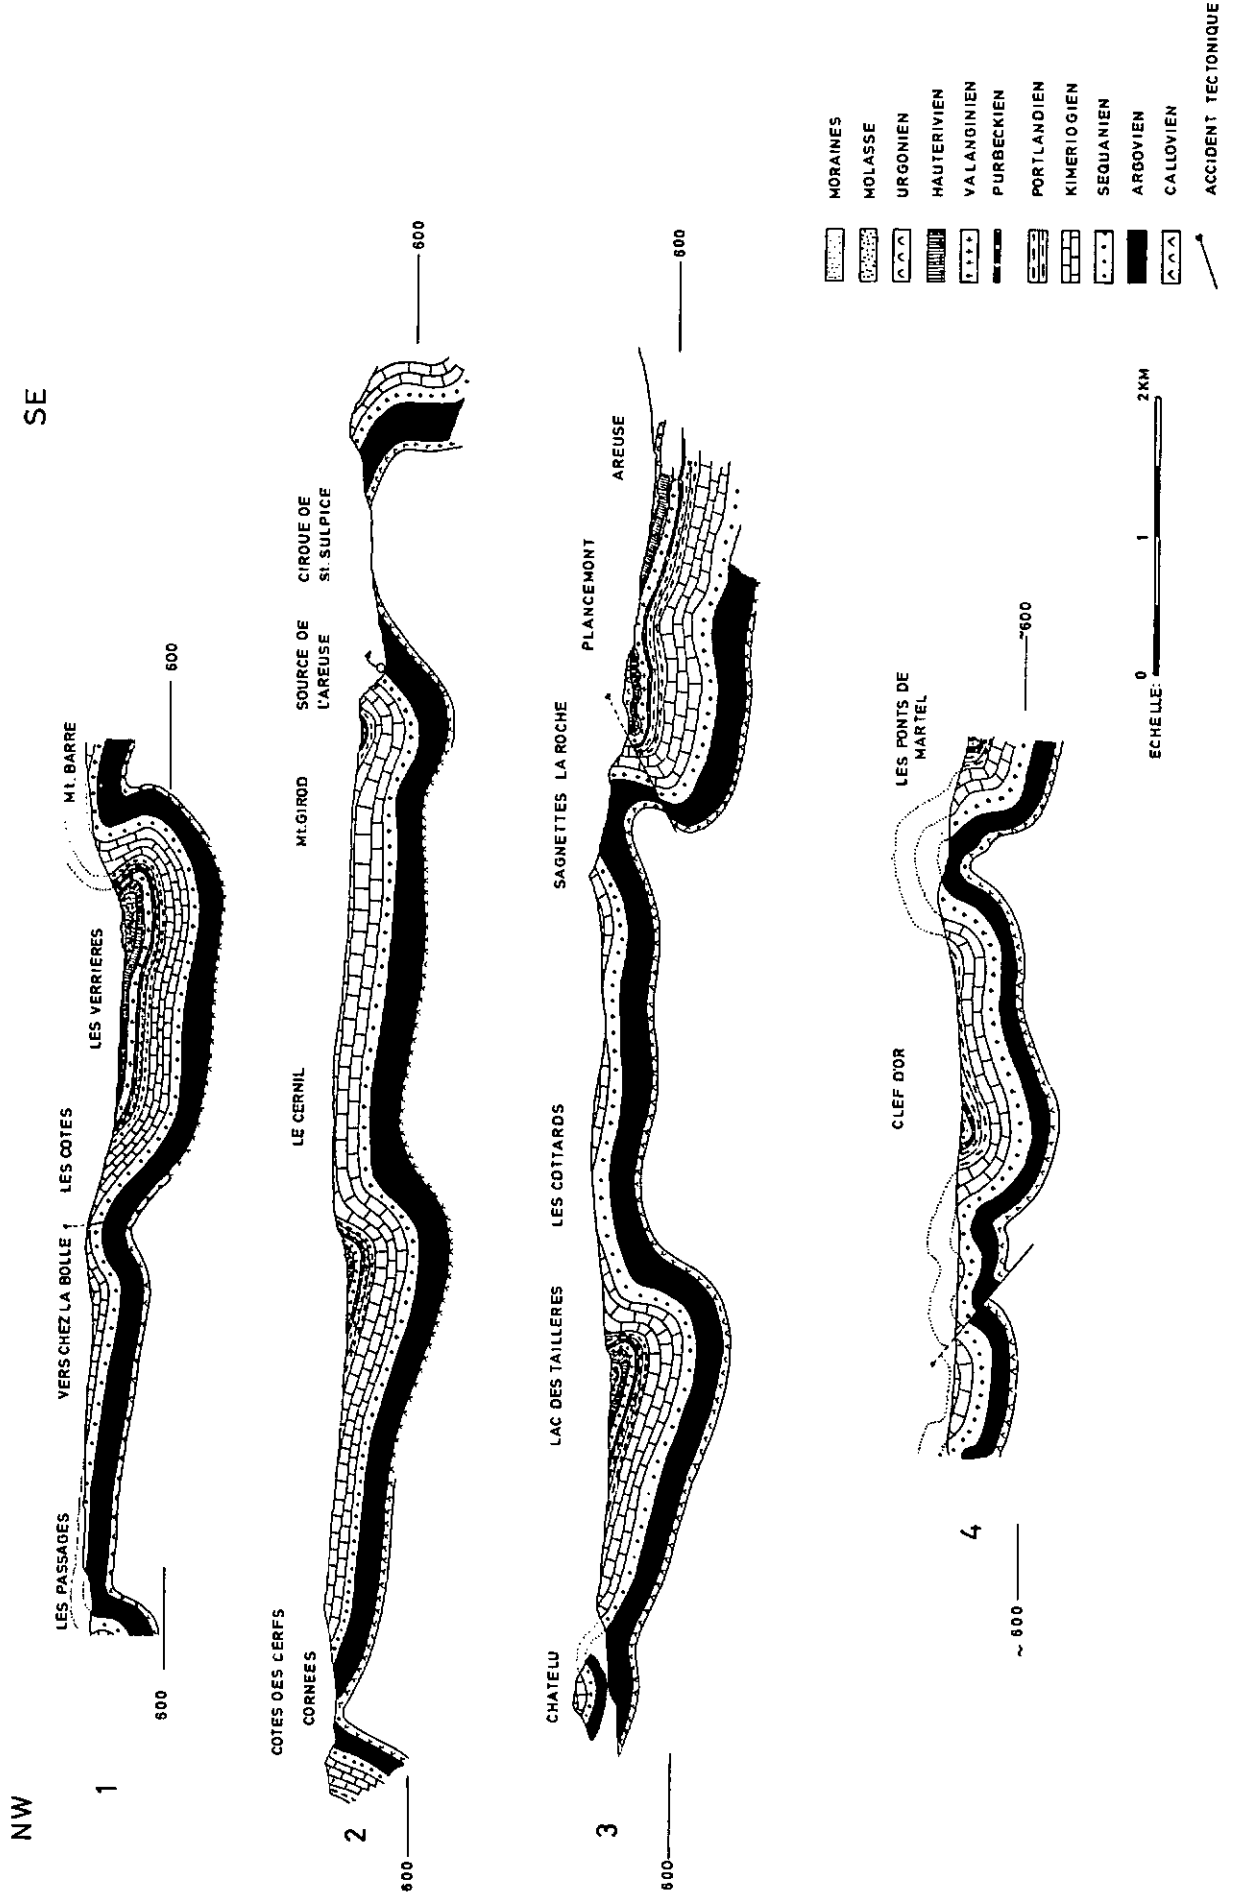 NW
SE
1
LES PASSAGES
VERS CHEZ LA BOLLE
LES COTES
LES VERRIERES
Mt. BARRE
600
600
2
COTES DES CERFS
CORNEES
LE CERNIL
Mt.GIROD
SOURCE DE
L'AREUSE
CIRQUE DE
St. SULPICE
600
600
3
CHATELU
LAC DES TAILLERES
LES COTTARDS
SAGNETTES LA ROCHE
PLANCEMONT
AREUSE
600
600
4
CLEF D'OR
LES PONTS DE
MARTEL
~ 600
~600
ECHELLE:
0 1 2KM
MORAINES
MOLASSE
URGONIEN
HAUTERIVIEN
VALANGINIEN
PURBECKIEN
PORTLANDIEN
KIMERIDGIEN
SEQUANIEN
ARGOVIEN
CALLOVIEN
ACCIDENT TECTONIQUE